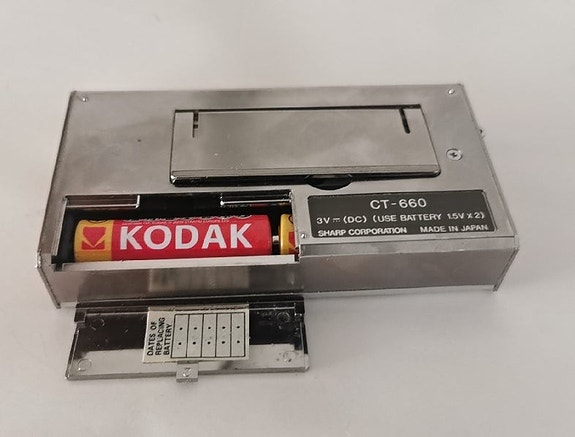 CT-660
3V ⎓ (DC) (USE BATTERY 1.5V x 2)
SHARP CORPORATION MADE IN JAPAN
KODAK
DATES OF
REPLACING
BATTERY